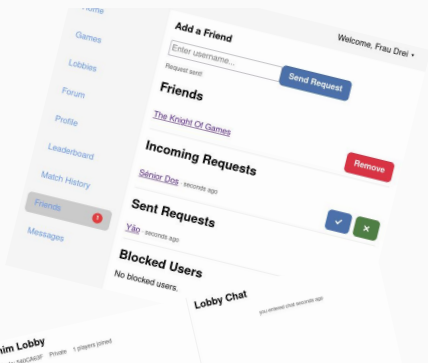 Home
Games
Lobbies
Forum
Profile
Leaderboard
Match History
Friends
Messages
Welcome, Frau Drei
Add a Friend
Enter username...
Send Request
Request sent!
Friends
The Knight Of Games
Remove
Incoming Requests
Sénior Dos · seconds ago
Sent Requests
Yao · seconds ago
Blocked Users
No blocked users.
Lobby Chat
you entered chat seconds ago
Lobby
Private 1 players joined